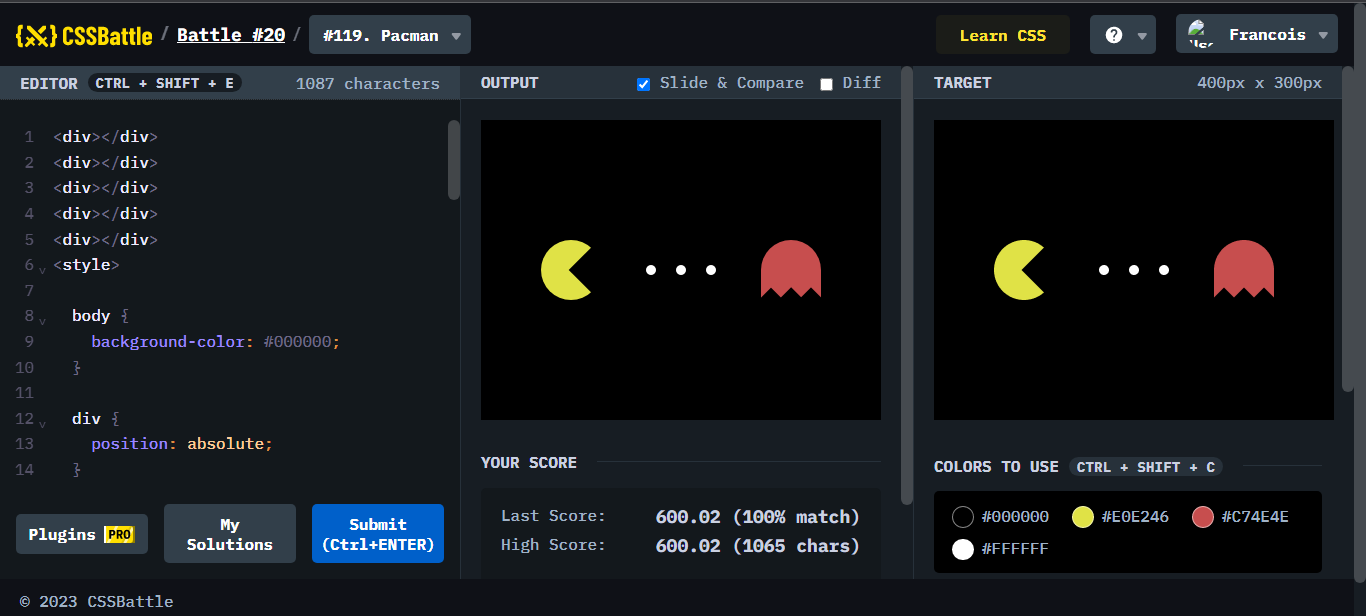 CSSBattle / Battle #20 / #119. Pacman Learn CSS ? Francois
EDITOR CTRL + SHIFT + E 1087 characters
OUTPUT Slide & Compare Diff
TARGET 400px x 300px
1 <div></div>
2 <div></div>
3 <div></div>
4 <div></div>
5 <div></div>
6 <style>
7
8 body {
9 background-color: #000000;
10 }
11
12 div {
13 position: absolute;
14 }
Plugins PRO
My
Solutions
Submit
(Ctrl+ENTER)
YOUR SCORE
Last Score: 600.02 (100% match)
High Score: 600.02 (1065 chars)
COLORS TO USE CTRL + SHIFT + C
#000000 #E0E246 #C74E4E
#FFFFFF
© 2023 CSSBattle